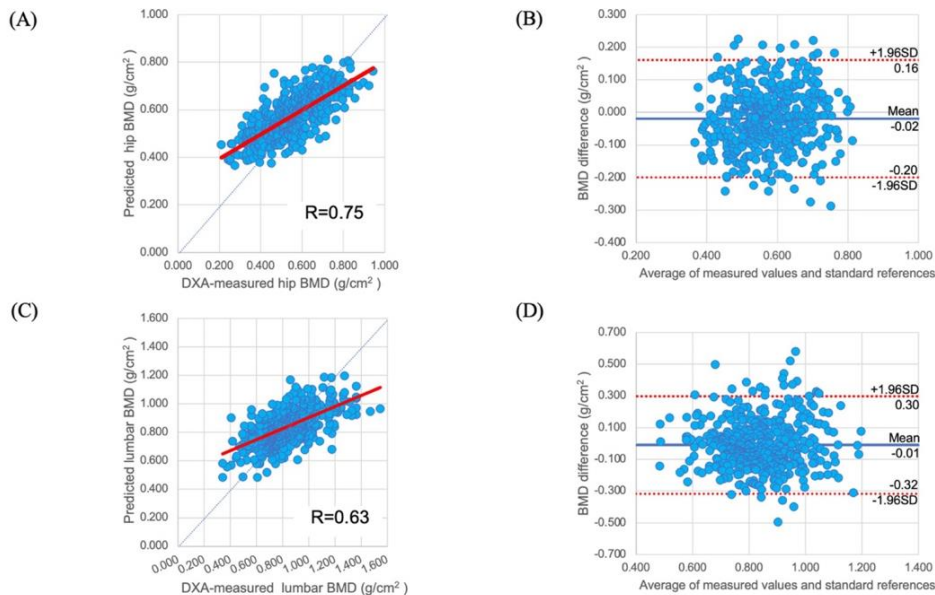 (A)
1.000
0.800
0.600
0.400
0.200
0.000
Predicted hip BMD (g/cm²)
R=0.75
0.000 0.200 0.400 0.600 0.800 1.000
DXA-measured hip BMD (g/cm²)
(B)
0.300
0.200
0.100
0.000
-0.100
-0.200
-0.300
-0.400
BMD difference (g/cm²)
+1.96SD
0.16
Mean
-0.02
-0.20
-1.96SD
0.200 0.400 0.600 0.800 1.000
Average of measured values and standard references
(C)
1.600
1.400
1.200
1.000
0.800
0.600
0.400
0.200
0.000
Predicted lumbar BMD (g/cm²)
R=0.63
0.000 0.200 0.400 0.600 0.800 1.000 1.200 1.400 1.600
DXA-measured lumbar BMD (g/cm²)
(D)
0.700
0.500
0.300
0.100
-0.100
-0.300
-0.500
-0.700
BMD difference (g/cm²)
+1.96SD
0.30
Mean
-0.01
-0.32
-1.96SD
0.400 0.600 0.800 1.000 1.200 1.400
Average of measured values and standard references